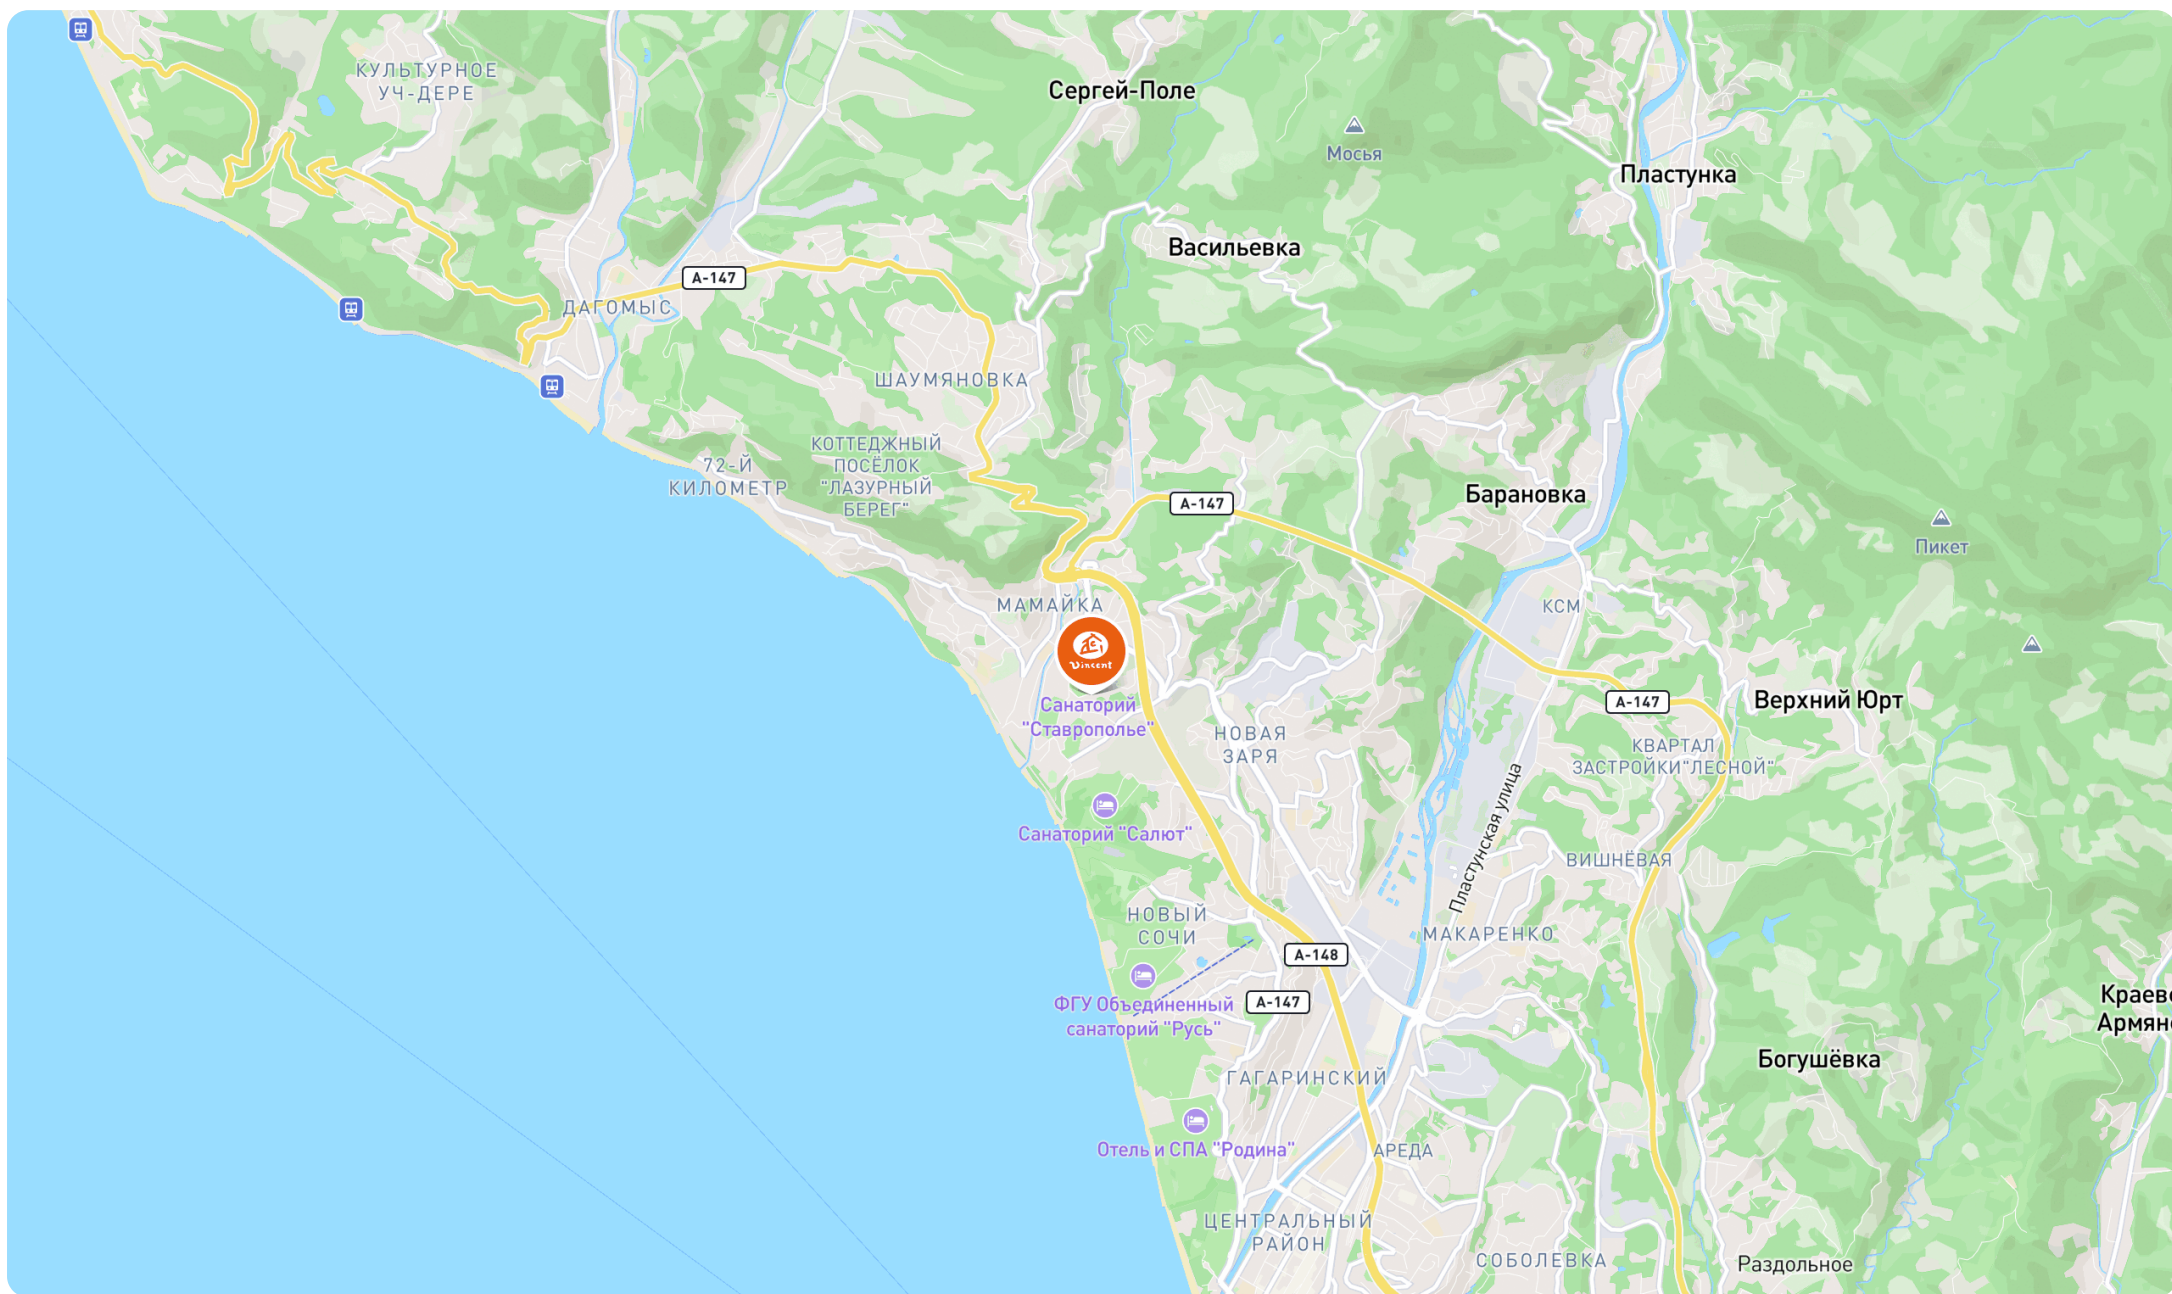 КУЛЬТУРНОЕ
УЧ-ДЕРЕ
Сергей-Поле
Мосья
Пластунка
Васильевка
А-147
ДАГОМЫС
ШАУМЯНОВКА
КОТТЕДЖНЫЙ
ПОСЁЛОК
"ЛАЗУРНЫЙ
БЕРЕГ"
72-Й
КИЛОМЕТР
А-147
Барановка
Пикет
МАМАЙКА
КСМ
Vincent
Санаторий
"Ставрополье"
А-147
Верхний Юрт
НОВАЯ
ЗАРЯ
КВАРТАЛ
ЗАСТРОЙКИ"ЛЕСНОЙ"
Пластунская улица
Санаторий "Салют"
ВИШНЁВАЯ
НОВЫЙ
СОЧИ
МАКАРЕНКО
А-148
ФГУ Объединенный
санаторий "Русь"
А-147
Краево
Армян
Богушёвка
ГАГАРИНСКИЙ
Отель и СПА "Родина"
АРЕДА
ЦЕНТРАЛЬНЫЙ
РАЙОН
СОБОЛЕВКА
Раздольное